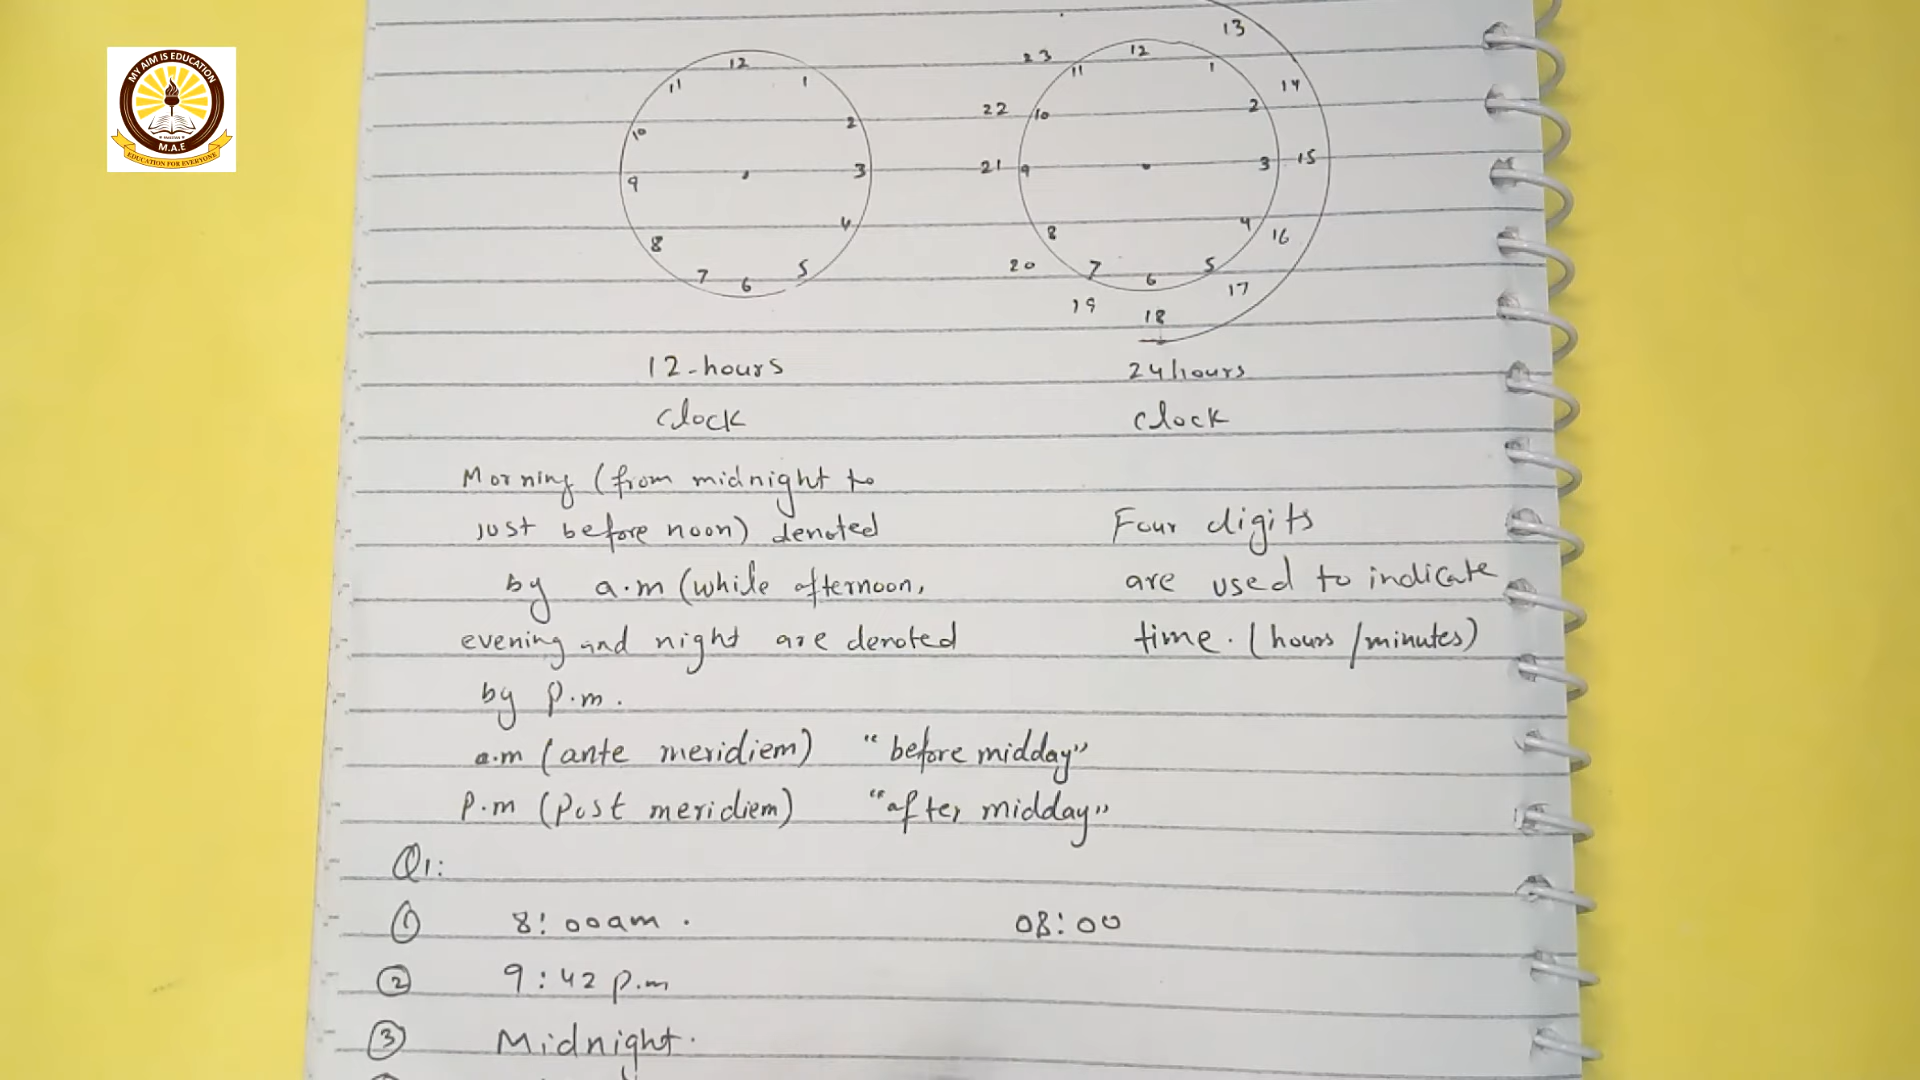 MY AIM IS EDUCATION
M.A.E
EDUCATION FOR EVERYONE
12
11
1
10
2
9
3
8
4
7
6
5
13
23
12
11
1
14
22
10
2
21
9
3
15
8
4
16
20
7
6
5
17
19
18
12-hours
clock
24 hours
clock
Morning (from midnight to
just before noon) denoted
by a.m (while afternoon,
evening and night are denoted
by p.m.
Four digits
are used to indicate
time. (hours/minutes)
a.m (ante meridiem) "before midday"
p.m (post meridiem) "after midday"
Q1:
① 8:00am. 08:00
② 9:42 p.m
③ Midnight.